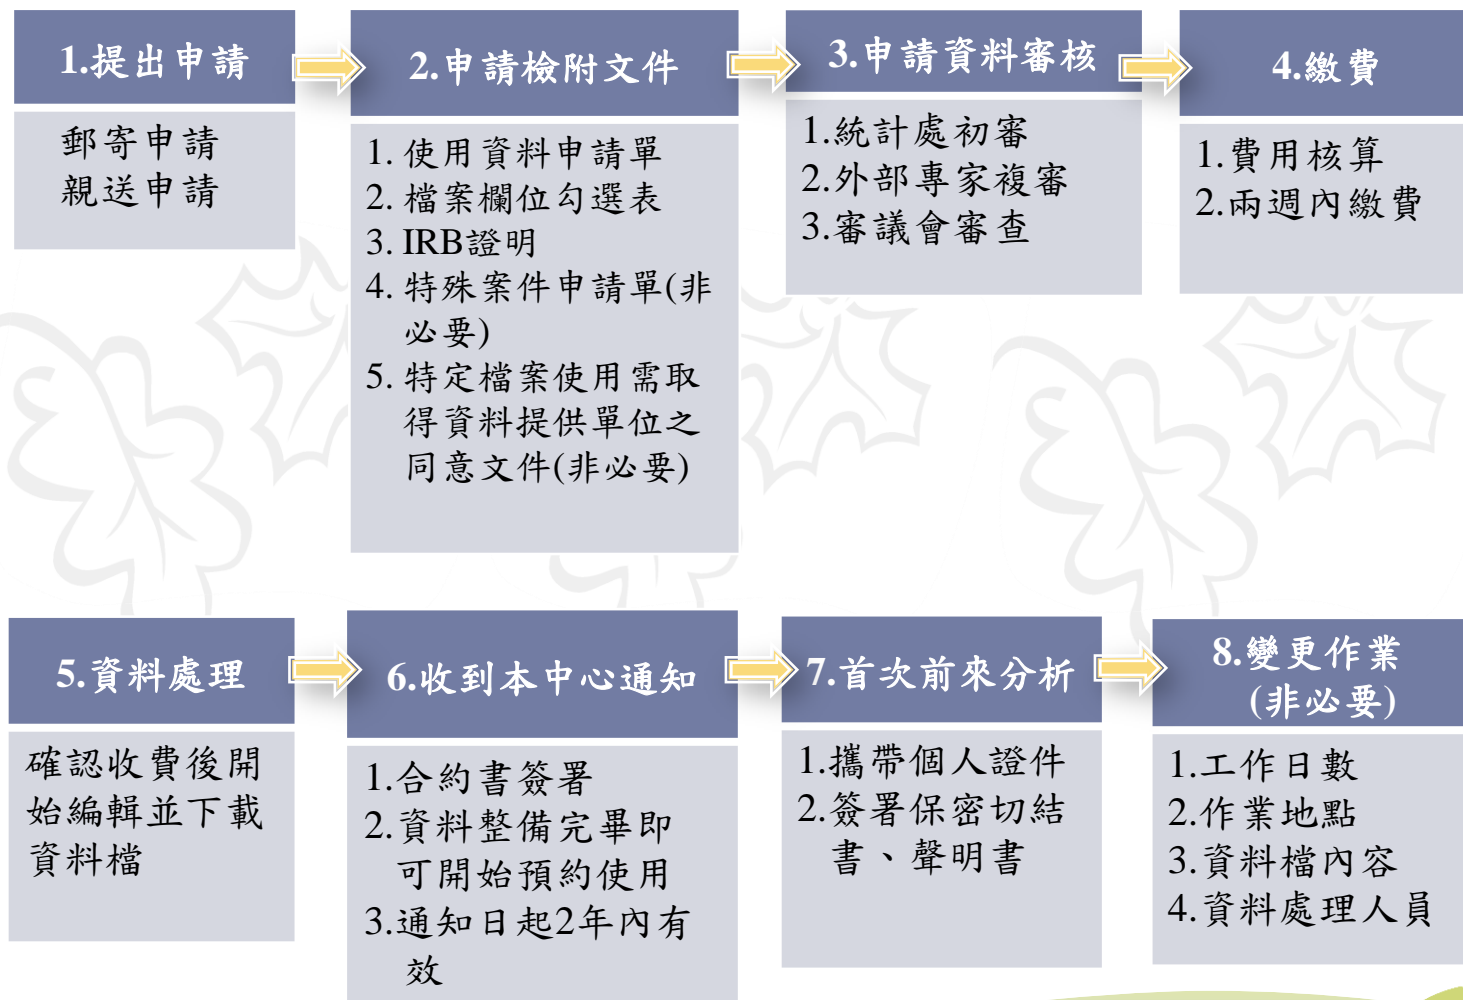 1.提出申請
郵寄申請
親送申請
2.申請檢附文件
1. 使用資料申請單
2. 檔案欄位勾選表
3. IRB證明
4. 特殊案件申請單(非
必要)
5. 特定檔案使用需取
得資料提供單位之
同意文件(非必要)
3.申請資料審核
1.統計處初審
2.外部專家複審
3.審議會審查
4.繳費
1.費用核算
2.兩週內繳費
5.資料處理
確認收費後開
始編輯並下載
資料檔
6.收到本中心通知
1.合約書簽署
2.資料整備完畢即
可開始預約使用
3.通知日起2年內有
效
7.首次前來分析
1.攜帶個人證件
2.簽署保密切結
書、聲明書
8.變更作業
(非必要)
1.工作日數
2.作業地點
3.資料檔內容
4.資料處理人員